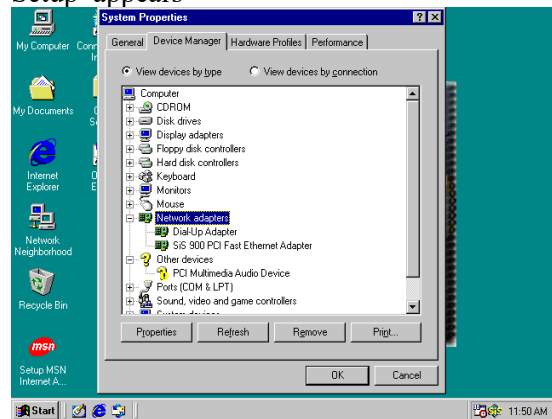 Setup appears
System Properties
General Device Manager Hardware Profiles Performance
View devices by type View devices by connection
Computer
CDROM
Disk drives
Display adapters
Floppy disk controllers
Hard disk controllers
Keyboard
Monitors
Mouse
Network adapters
Dial-Up Adapter
SiS 900 PCI Fast Ethernet Adapter
Other devices
PCI Multimedia Audio Device
Ports (COM & LPT)
Sound, video and game controllers
System devices
Properties Refresh Remove Print...
OK Cancel
My Computer
My Documents
Internet
Explorer
Network
Neighborhood
Recycle Bin
msn
Setup MSN
Internet A...
Start 11:50 AM